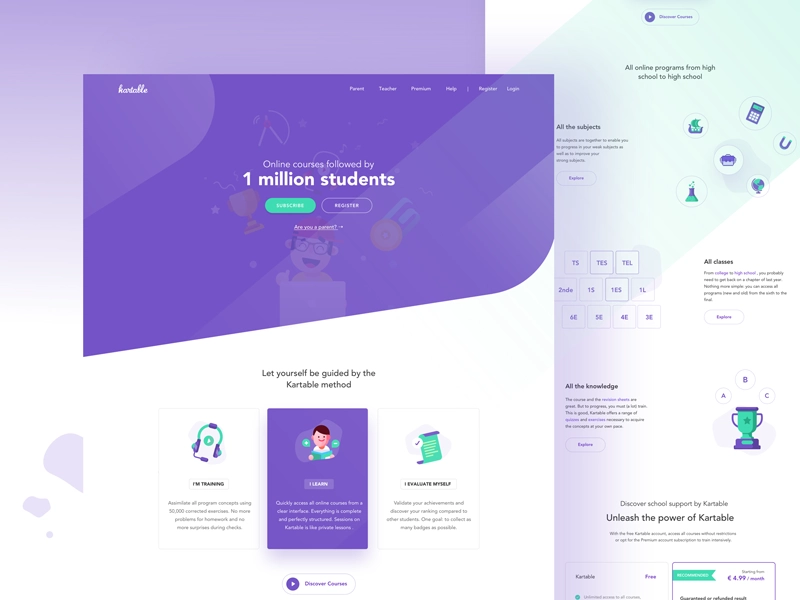 kartable
Parent
Teacher
Premium
Help
|
Register
Login
Online courses followed by
1 million students
SUBSCRIBE
REGISTER
Are you a parent? →
Let yourself be guided by the
Kartable method
I'M TRAINING
Assimilate all program concepts using
50,000 corrected exercises. No more
problems for homework and no
more surprises during checks.
I LEARN
Quickly access all online courses from a
clear interface. Everything is complete
and perfectly structured. Sessions on
Kartable is like private lessons .
I EVALUATE MYSELF
Validate your achievements and
discover your ranking compared to
other students. One goal: to collect as
many badges as possible.
Discover Courses
Discover Courses
All online programs from high
school to high school
All the subjects
All subjects are together to enable you
to progress in your weak subjects as
well as to improve your
strong subjects.
Explore
TS
TES
TEL
2nde
1S
1ES
1L
6E
5E
4E
3E
All classes
From college to high school , you probably
need to get back on a chapter of last year.
Nothing more simple: you can access all
programs (new and old) from the sixth to the
final.
Explore
All the knowledge
The course and the revision sheets are
great. But to progress, you must (a lot) train.
This is good, Kartable offers a range of
quizzes and exercises necessary to acquire
the concepts at your own pace.
Explore
A
B
C
Discover school support by Kartable
Unleash the power of Kartable
With the free Kartable account, access all courses without restrictions
or opt for the Premium account subscription to train intensively.
Kartable
Free
Unlimited access to all courses,
RECOMMENDED
Starting from
€ 4.99 / month
Guaranteed or refunded result